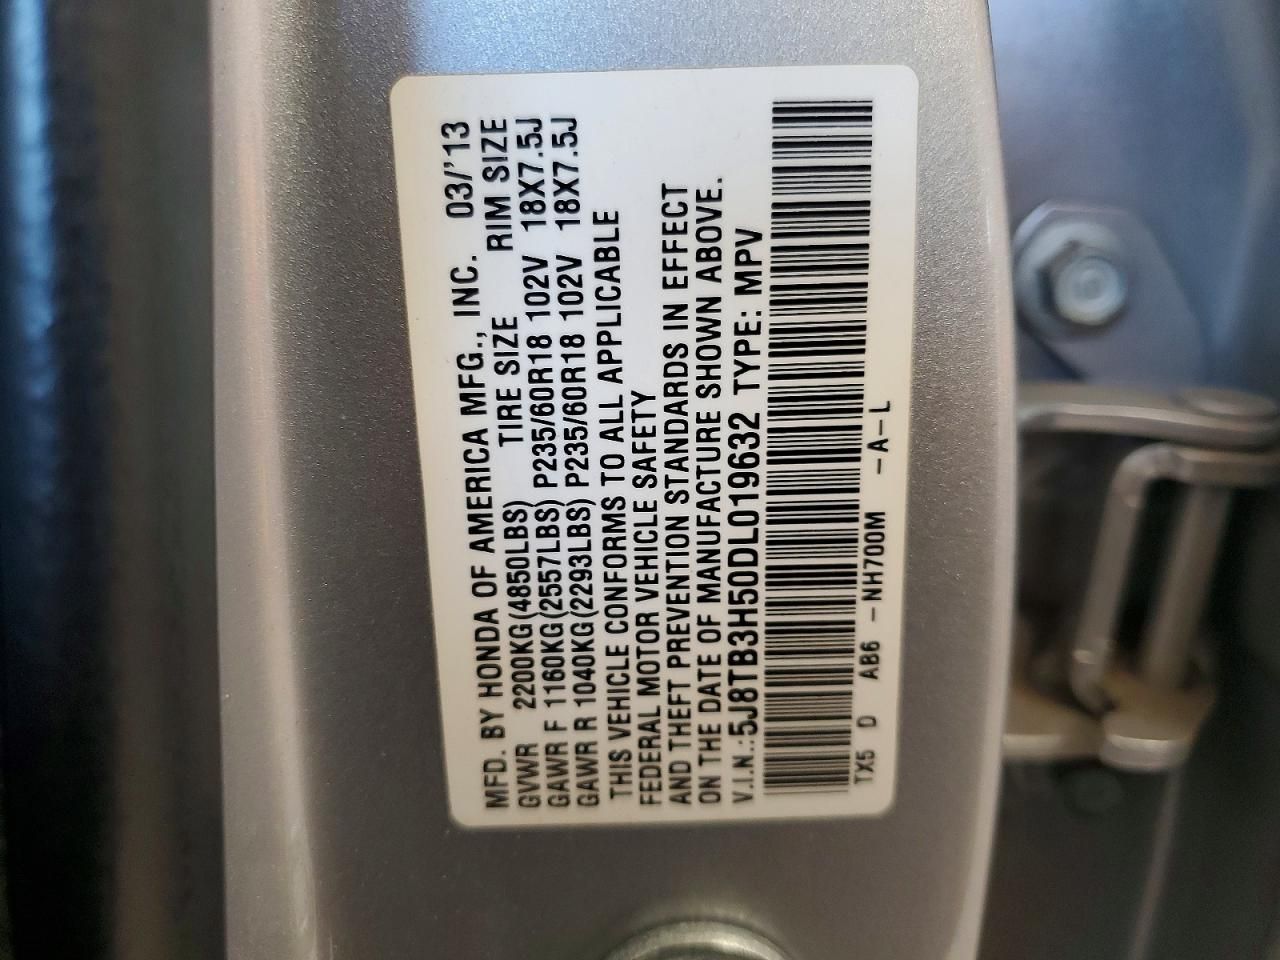 MFD. BY HONDA OF AMERICA MFG., INC. 03/'13
GVWR 2200KG(4850LBS) TIRE SIZE RIM SIZE
GAWR F 1160KG(2557LBS) P235/60R18 102V 18X7.5J
GAWR R 1040KG(2293LBS) P235/60R18 102V 18X7.5J
THIS VEHICLE CONFORMS TO ALL APPLICABLE
FEDERAL MOTOR VEHICLE SAFETY
AND THEFT PREVENTION STANDARDS IN EFFECT
ON THE DATE OF MANUFACTURE SHOWN ABOVE.
V.I.N.:5J8TB3H50DL019632 TYPE: MPV
TX5 D AB6 -NH700M -A-L